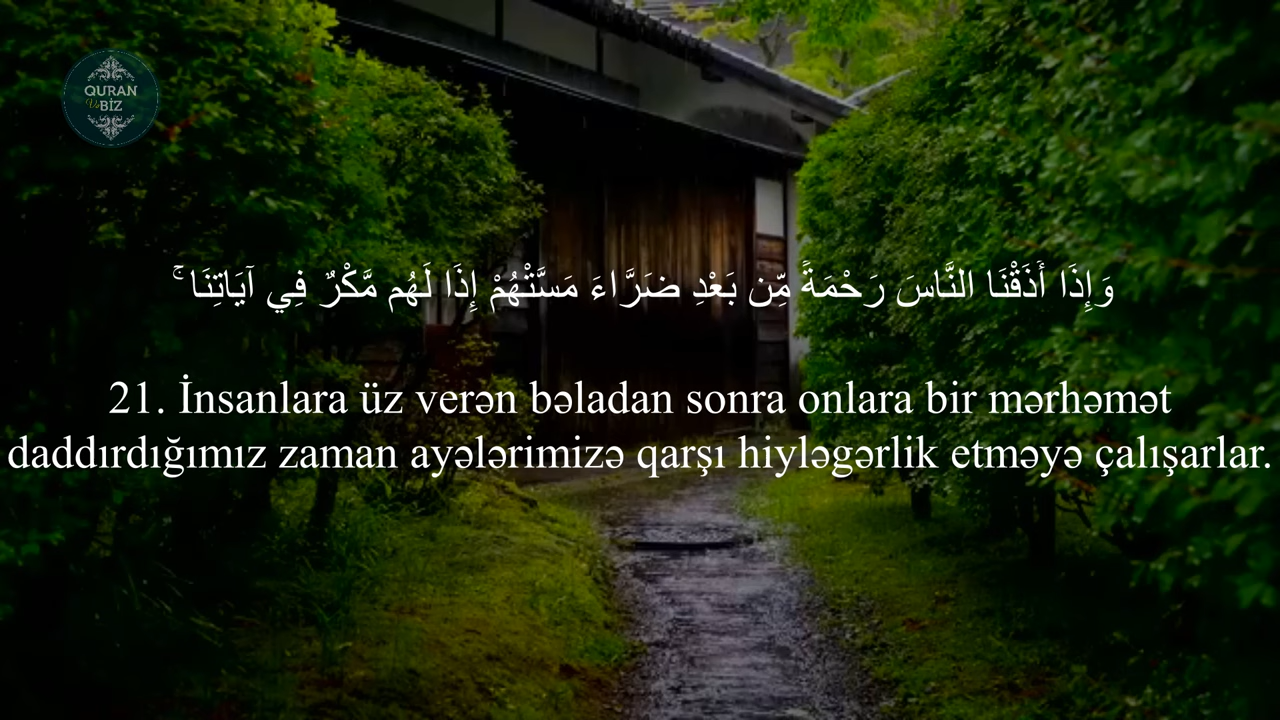 QURAN
Və
BİZ
وَإِذَا أَذَقْنَا النَّاسَ رَحْمَةً مِّن بَعْدِ ضَرَّاءَ مَسَّتْهُمْ إِذَا لَهُم مَّكْرٌ فِي آيَاتِنَا ۚ
21. İnsanlara üz verən bəladan sonra onlara bir mərhəmət
daddırdığımız zaman ayələrimizə qarşı hiyləgərlik etməyə çalışarlar.